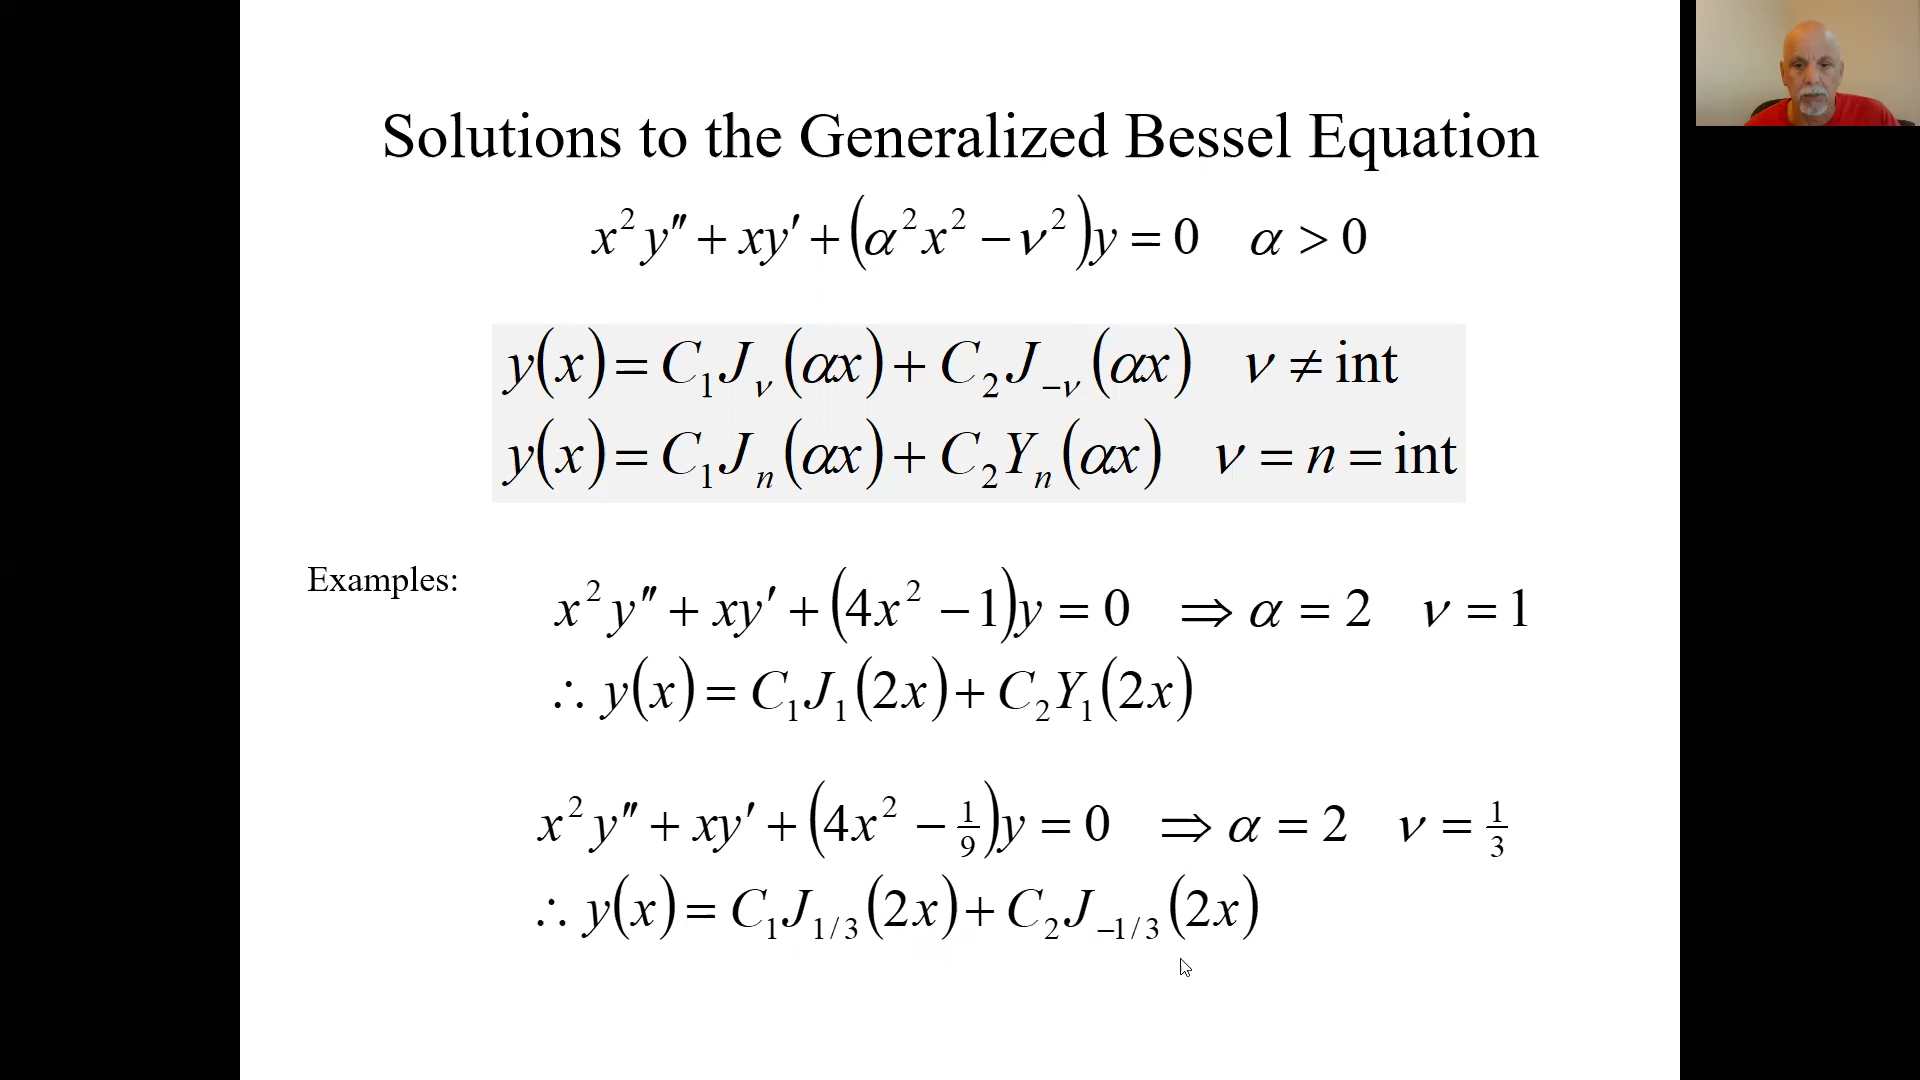 Solutions to the Generalized Bessel Equation
x²y″ + xy′ + (α²x² − ν²)y = 0   α > 0
y(x) = C₁J_ν(αx) + C₂J_−ν(αx)   ν ≠ int
y(x) = C₁J_n(αx) + C₂Y_n(αx)   ν = n = int
Examples:
x²y″ + xy′ + (4x² − 1)y = 0   ⇒ α = 2   ν = 1
∴ y(x) = C₁J₁(2x) + C₂Y₁(2x)
x²y″ + xy′ + (4x² − 1/9)y = 0   ⇒ α = 2   ν = 1/3
∴ y(x) = C₁J_1/3(2x) + C₂J_−1/3(2x)